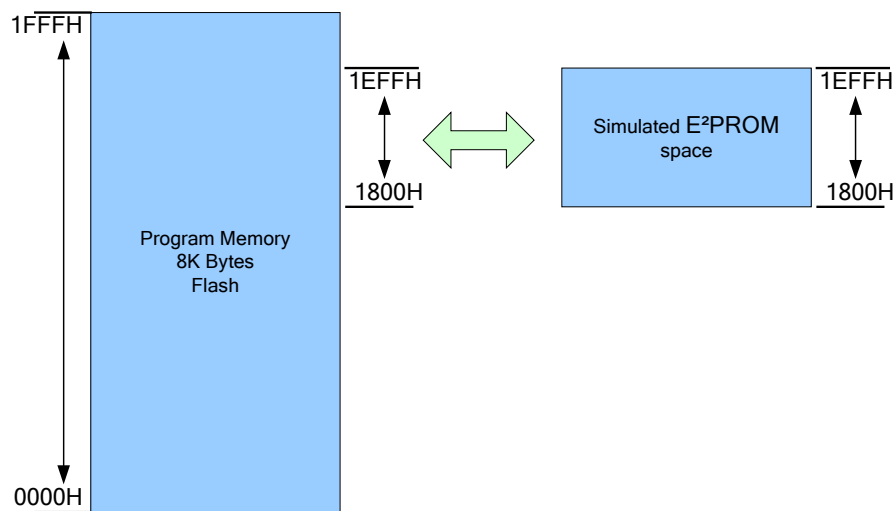 1FFFH
1EFFH
1800H
Program Memory
8K Bytes
Flash
0000H
Simulated E²PROM
space
1EFFH
1800H